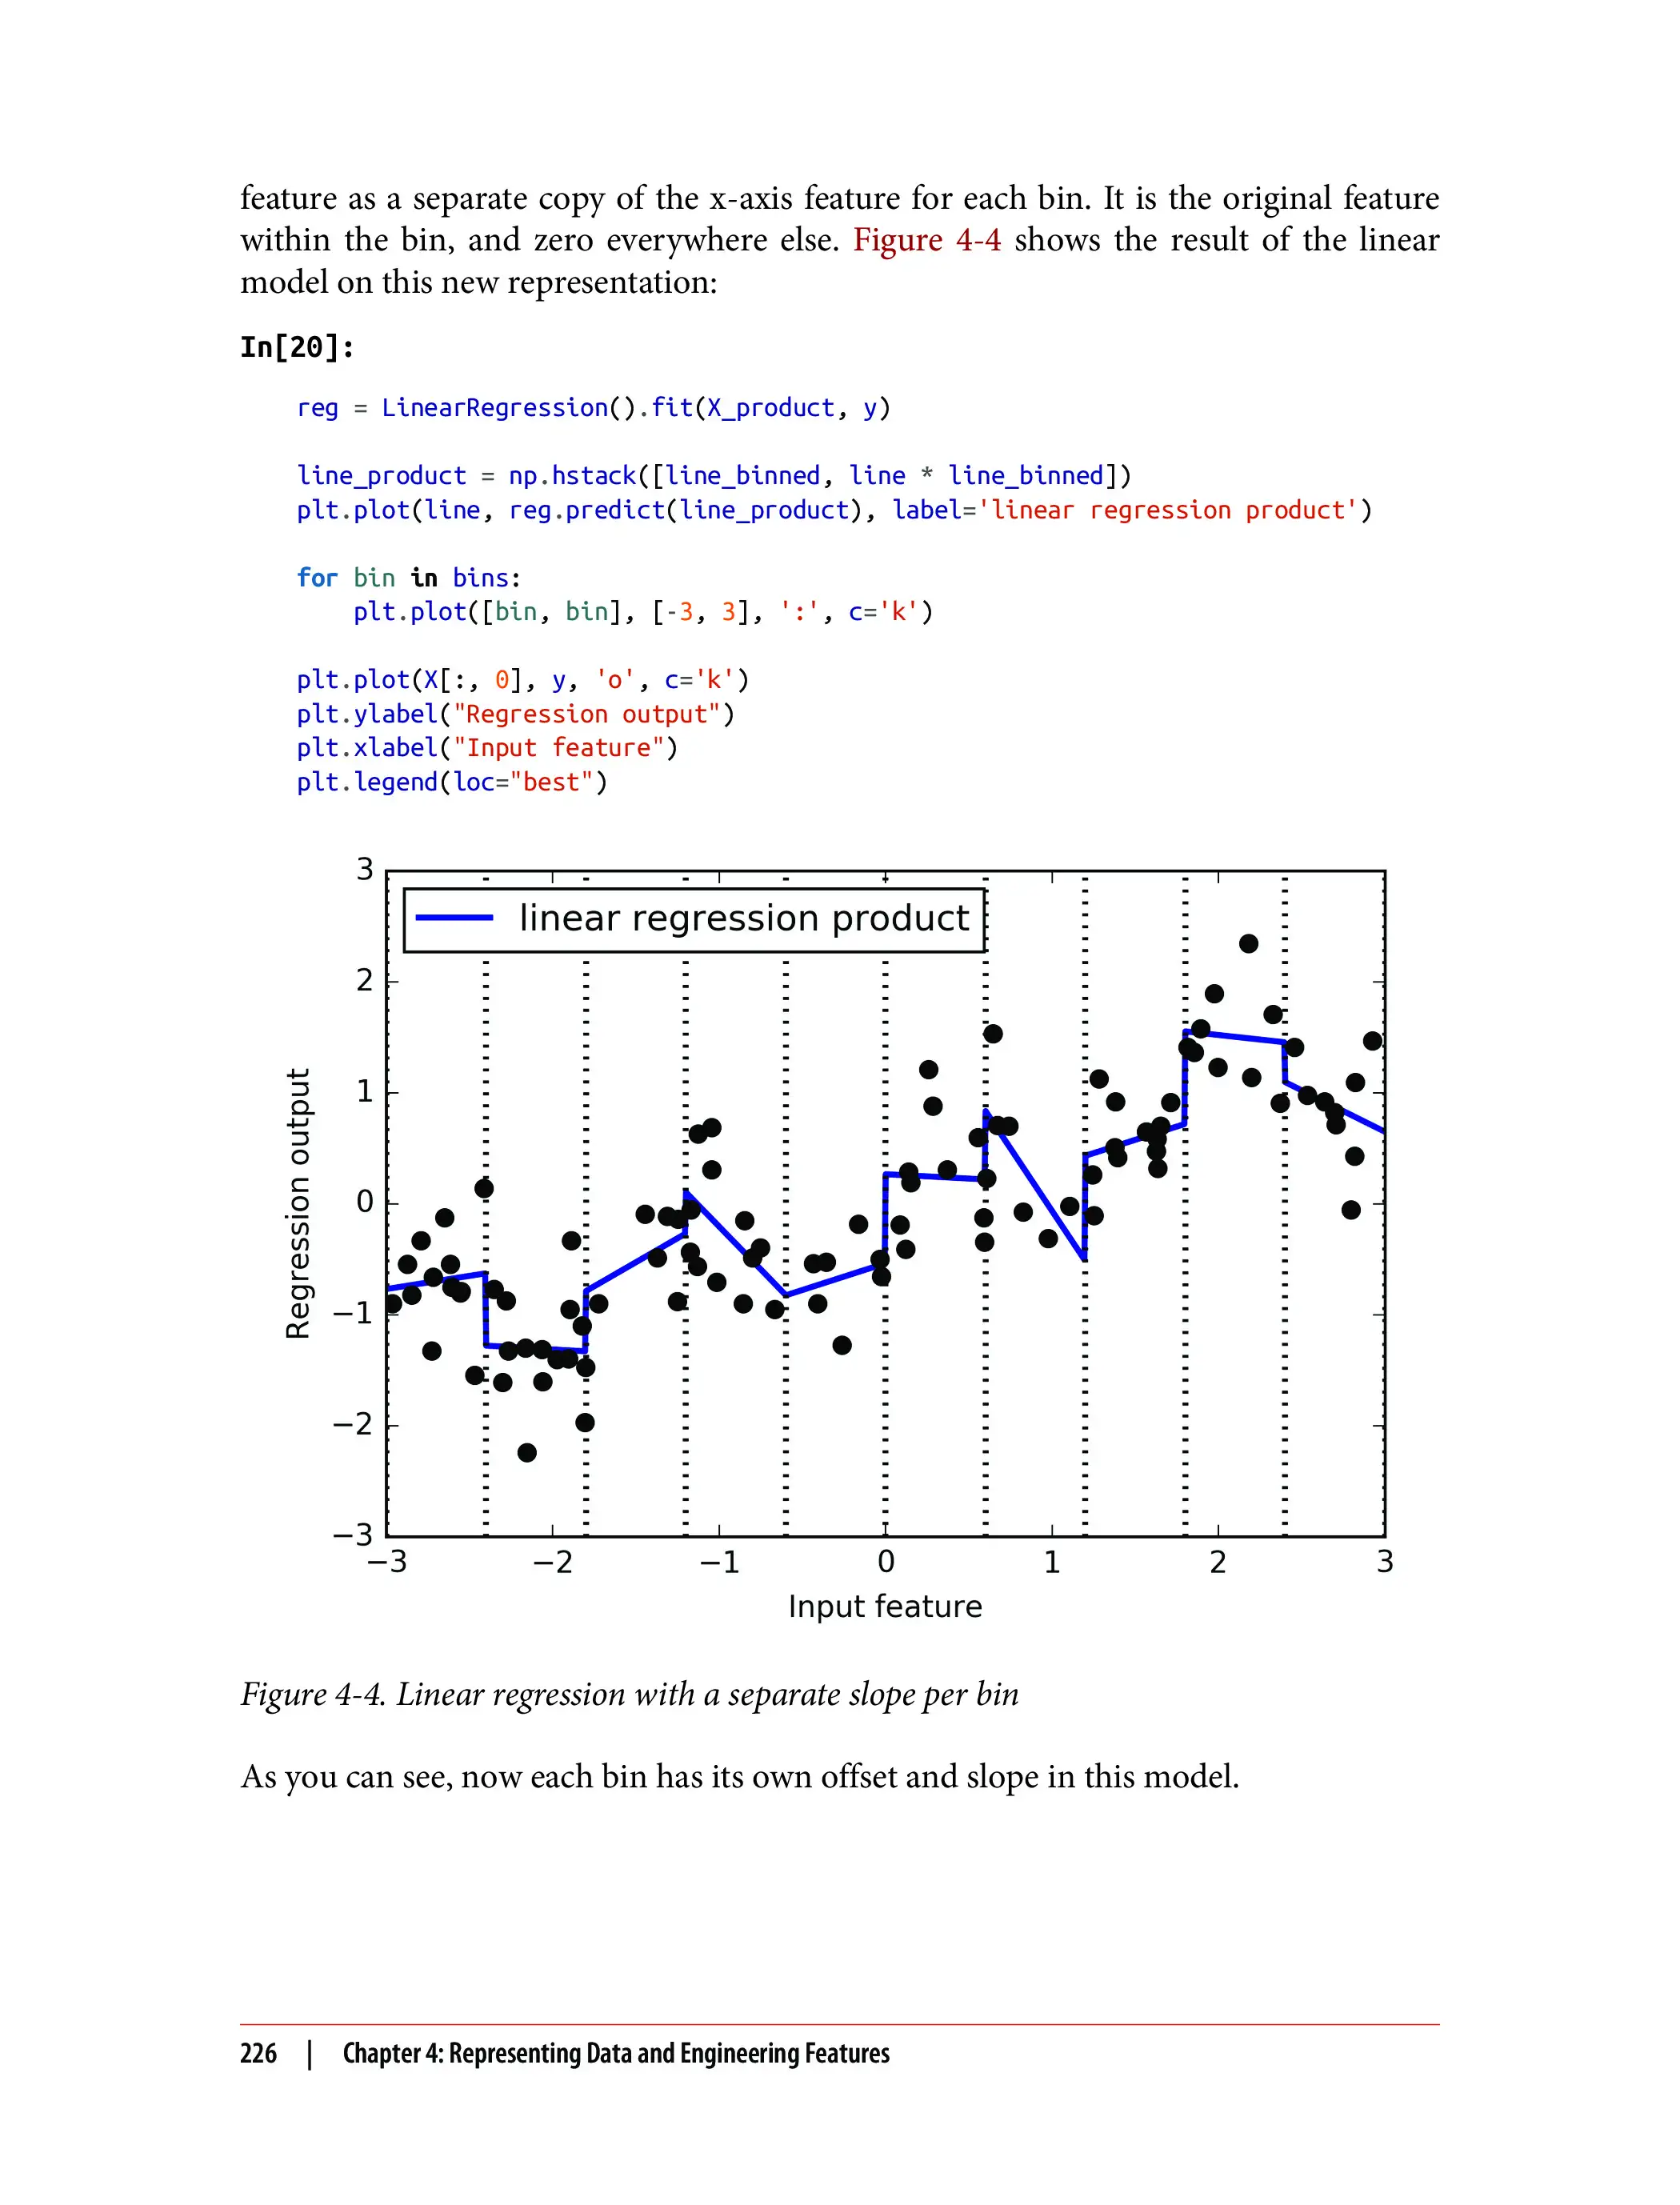 feature as a separate copy of the x-axis feature for each bin. It is the original feature
within the bin, and zero everywhere else. Figure 4-4 shows the result of the linear
model on this new representation:
In[20]:
reg = LinearRegression().fit(X_product, y)
line_product = np.hstack([line_binned, line * line_binned])
plt.plot(line, reg.predict(line_product), label='linear regression product')
for bin in bins:
    plt.plot([bin, bin], [-3, 3], ':', c='k')
plt.plot(X[:, 0], y, 'o', c='k')
plt.ylabel("Regression output")
plt.xlabel("Input feature")
plt.legend(loc="best")
linear regression product
3
2
1
0
−1
−2
−3
Regression output
−3 −2 −1 0 1 2 3
Input feature
Figure 4-4. Linear regression with a separate slope per bin
As you can see, now each bin has its own offset and slope in this model.
226 | Chapter 4: Representing Data and Engineering Features